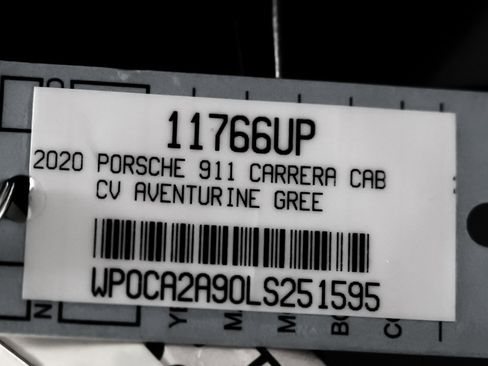 11766UP
2020 PORSCHE 911 CARRERA CAB
CV AVENTURINE GREE
WP0CA2A90LS251595